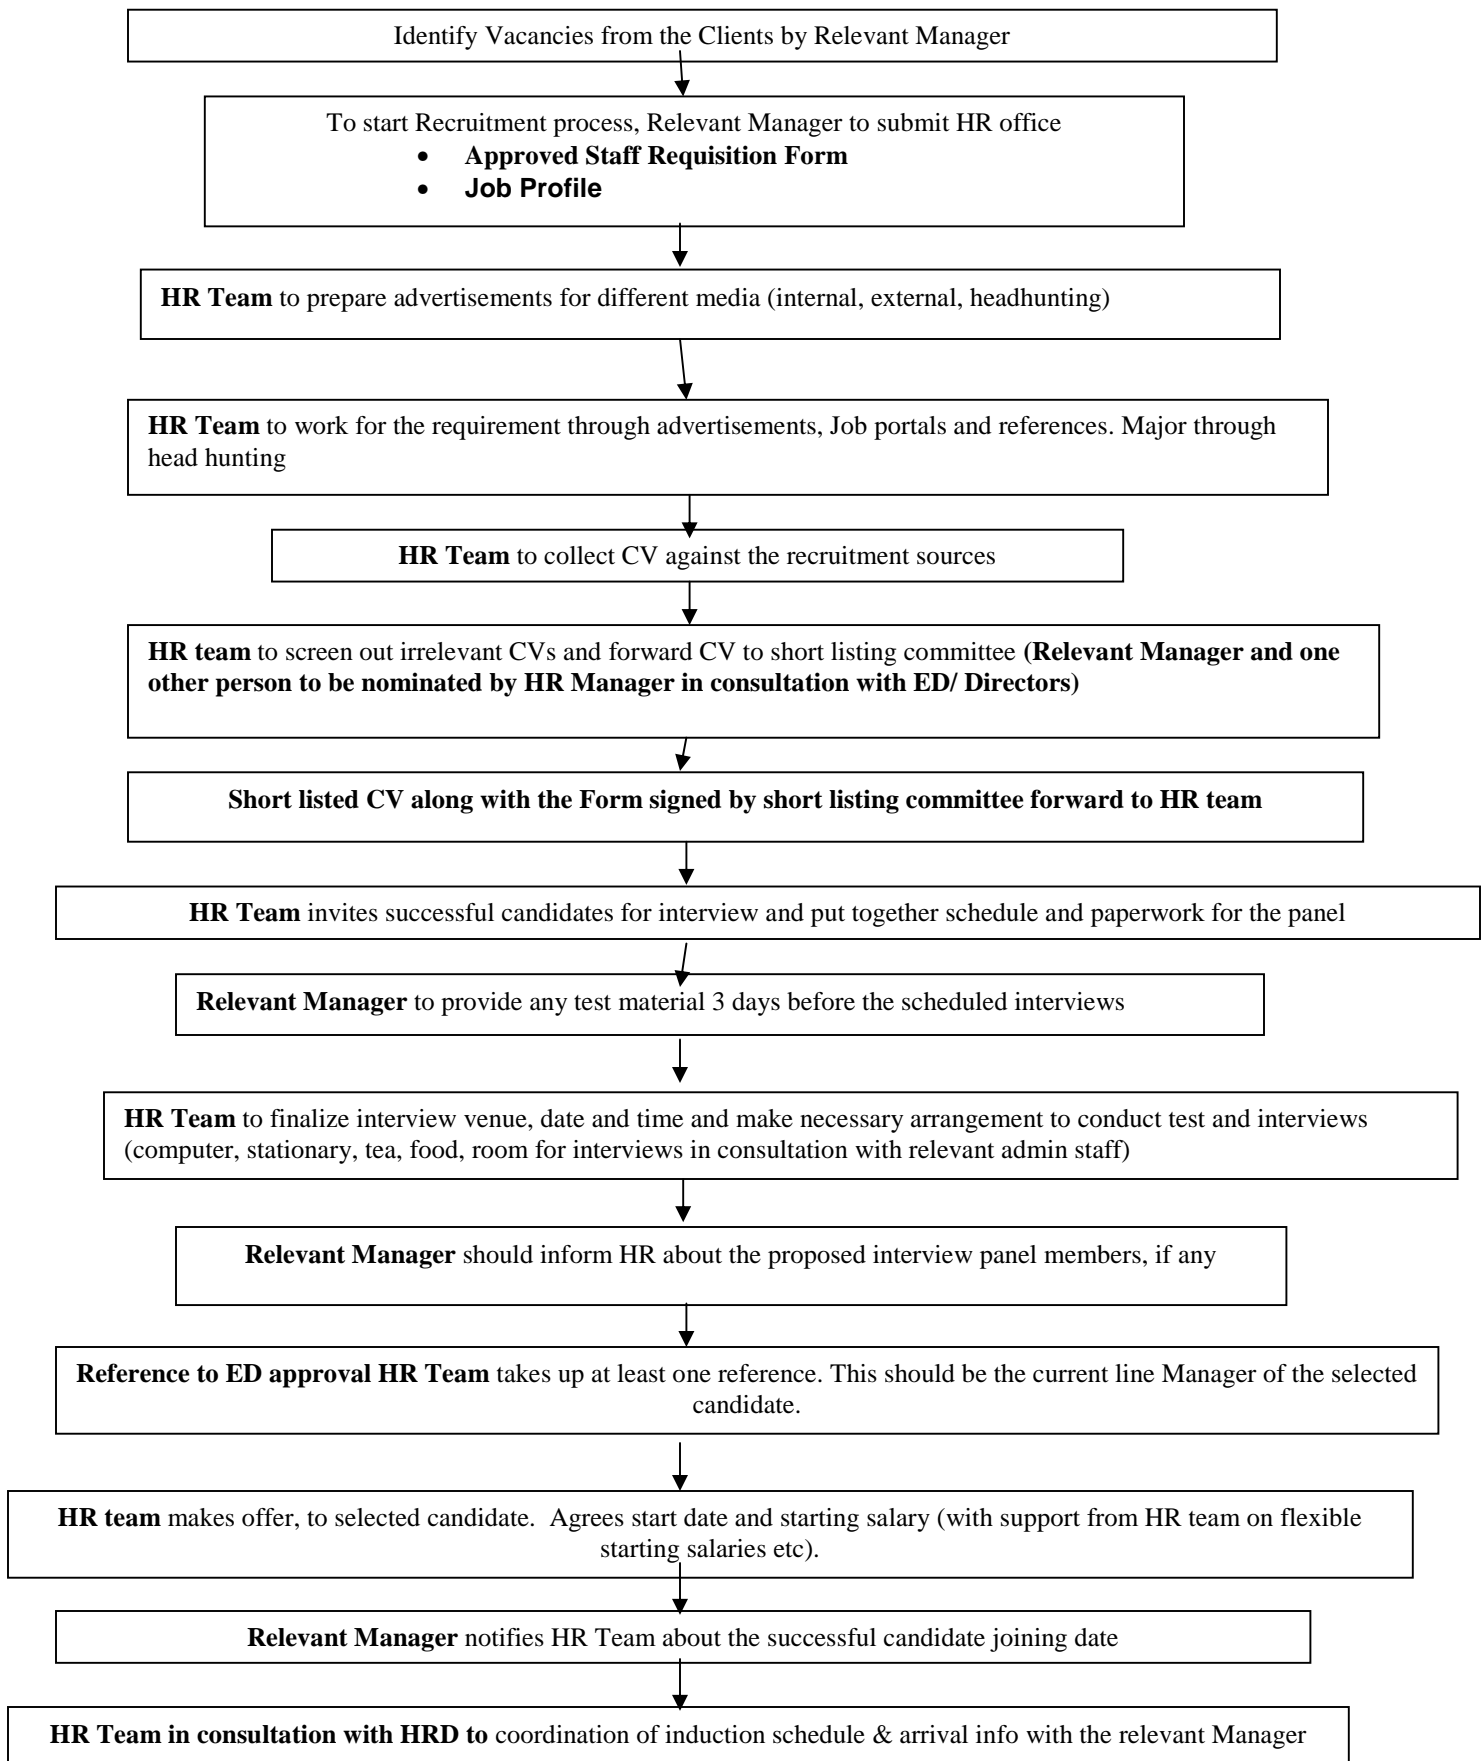 Identify Vacancies from the Clients by Relevant Manager
To start Recruitment process, Relevant Manager to submit HR office
• Approved Staff Requisition Form
• Job Profile
HR Team to prepare advertisements for different media (internal, external, headhunting)
HR Team to work for the requirement through advertisements, Job portals and references. Major through
head hunting
HR Team to collect CV against the recruitment sources
HR team to screen out irrelevant CVs and forward CV to short listing committee (Relevant Manager and one
other person to be nominated by HR Manager in consultation with ED/ Directors)
Short listed CV along with the Form signed by short listing committee forward to HR team
HR Team invites successful candidates for interview and put together schedule and paperwork for the panel
Relevant Manager to provide any test material 3 days before the scheduled interviews
HR Team to finalize interview venue, date and time and make necessary arrangement to conduct test and interviews
(computer, stationary, tea, food, room for interviews in consultation with relevant admin staff)
Relevant Manager should inform HR about the proposed interview panel members, if any
Reference to ED approval HR Team takes up at least one reference. This should be the current line Manager of the selected
candidate.
HR team makes offer, to selected candidate.  Agrees start date and starting salary (with support from HR team on flexible
starting salaries etc).
Relevant Manager notifies HR Team about the successful candidate joining date
HR Team in consultation with HRD to coordination of induction schedule & arrival info with the relevant Manager